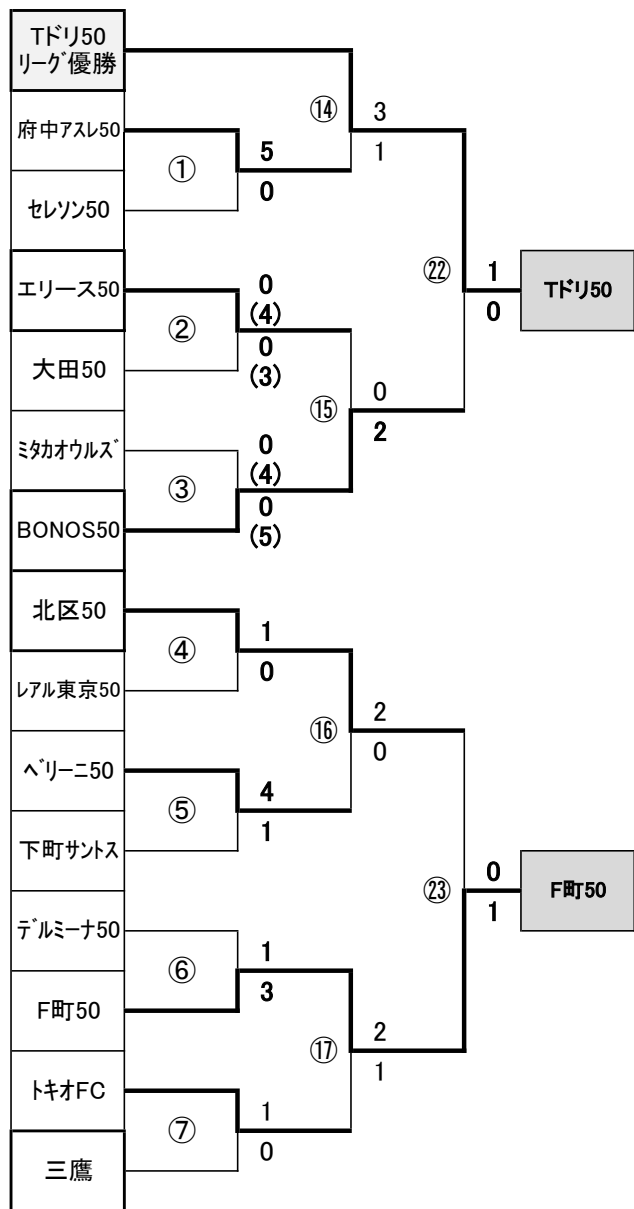 Tドリ50
ﾘｰｸﾞ優勝
府中アスレ50
セレソン50
エリース50
大田50
ミタカオウルズ
BONOS50
北区50
レアル東京50
ベリーニ50
下町サントス
デルミーナ50
F町50
トキオFC
三鷹
①
②
③
④
⑤
⑥
⑦
5
0
0
(4)
0
(3)
0
(4)
0
(5)
1
0
4
1
1
3
1
0
⑭
⑮
⑯
⑰
3
1
0
2
2
0
2
1
㉒
㉓
1
0
0
1
Tドリ50
F町50